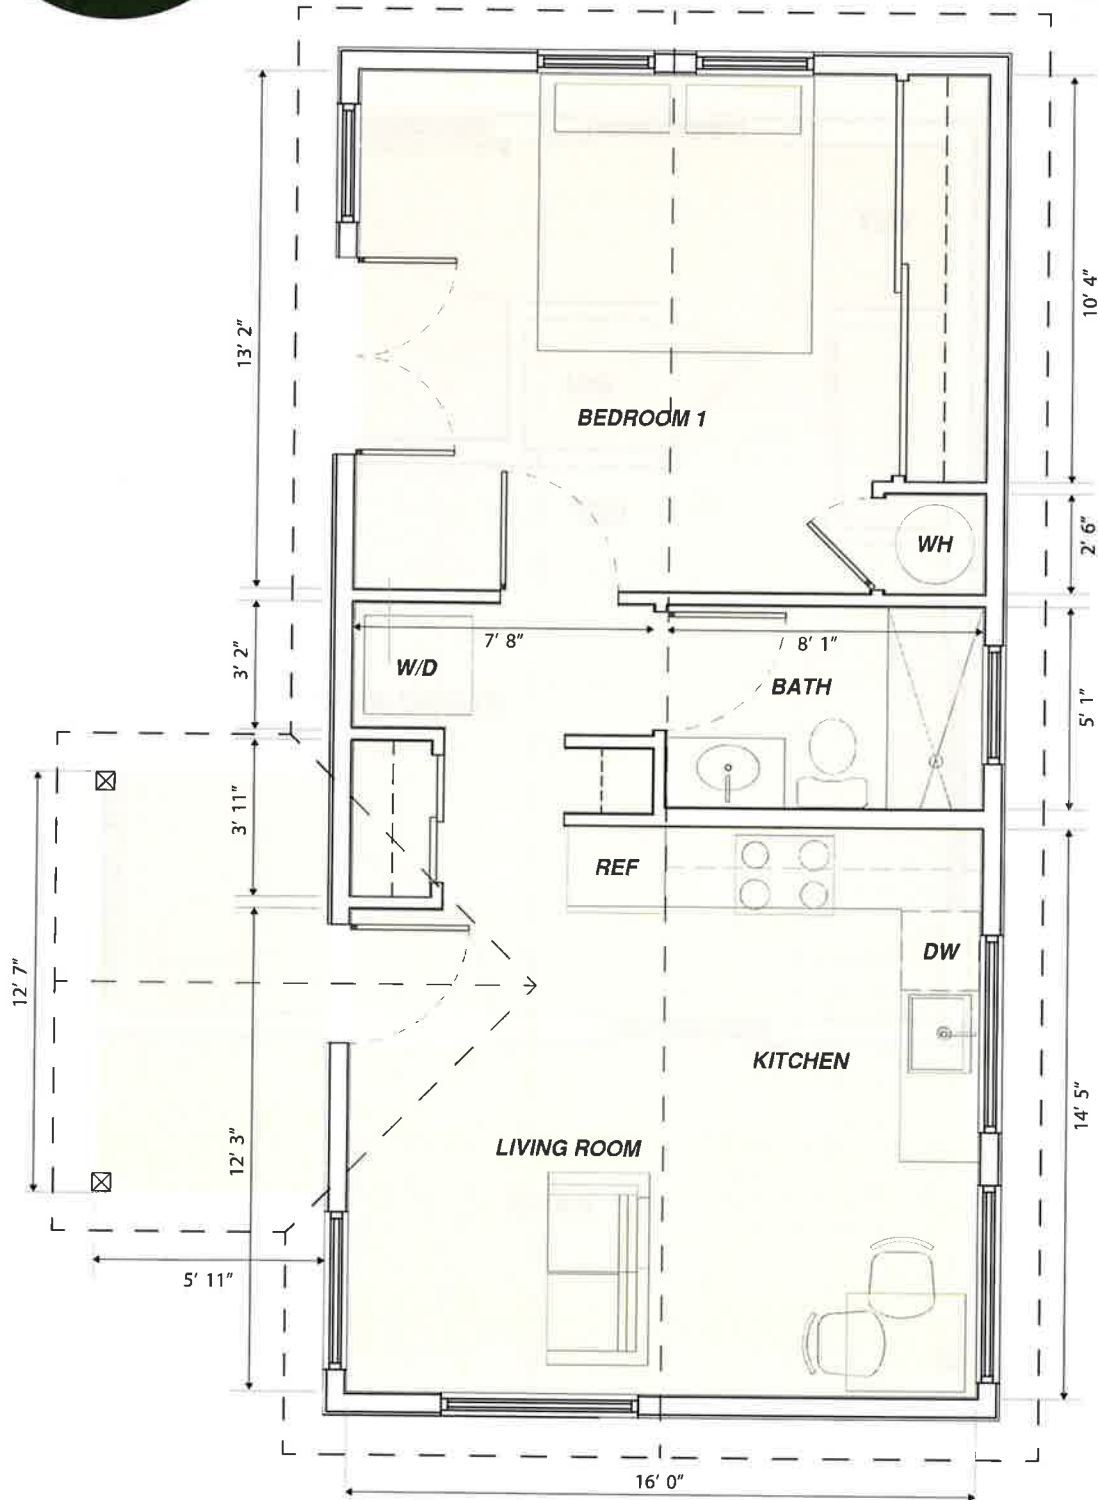 13' 2"
10' 4"
BEDROOM 1
WH
2' 6"
7' 8"
8' 1"
3' 2"
W/D
BATH
5' 1"
3' 11"
REF
DW
12' 7"
KITCHEN
14' 5"
12' 3"
LIVING ROOM
5' 11"
16' 0"